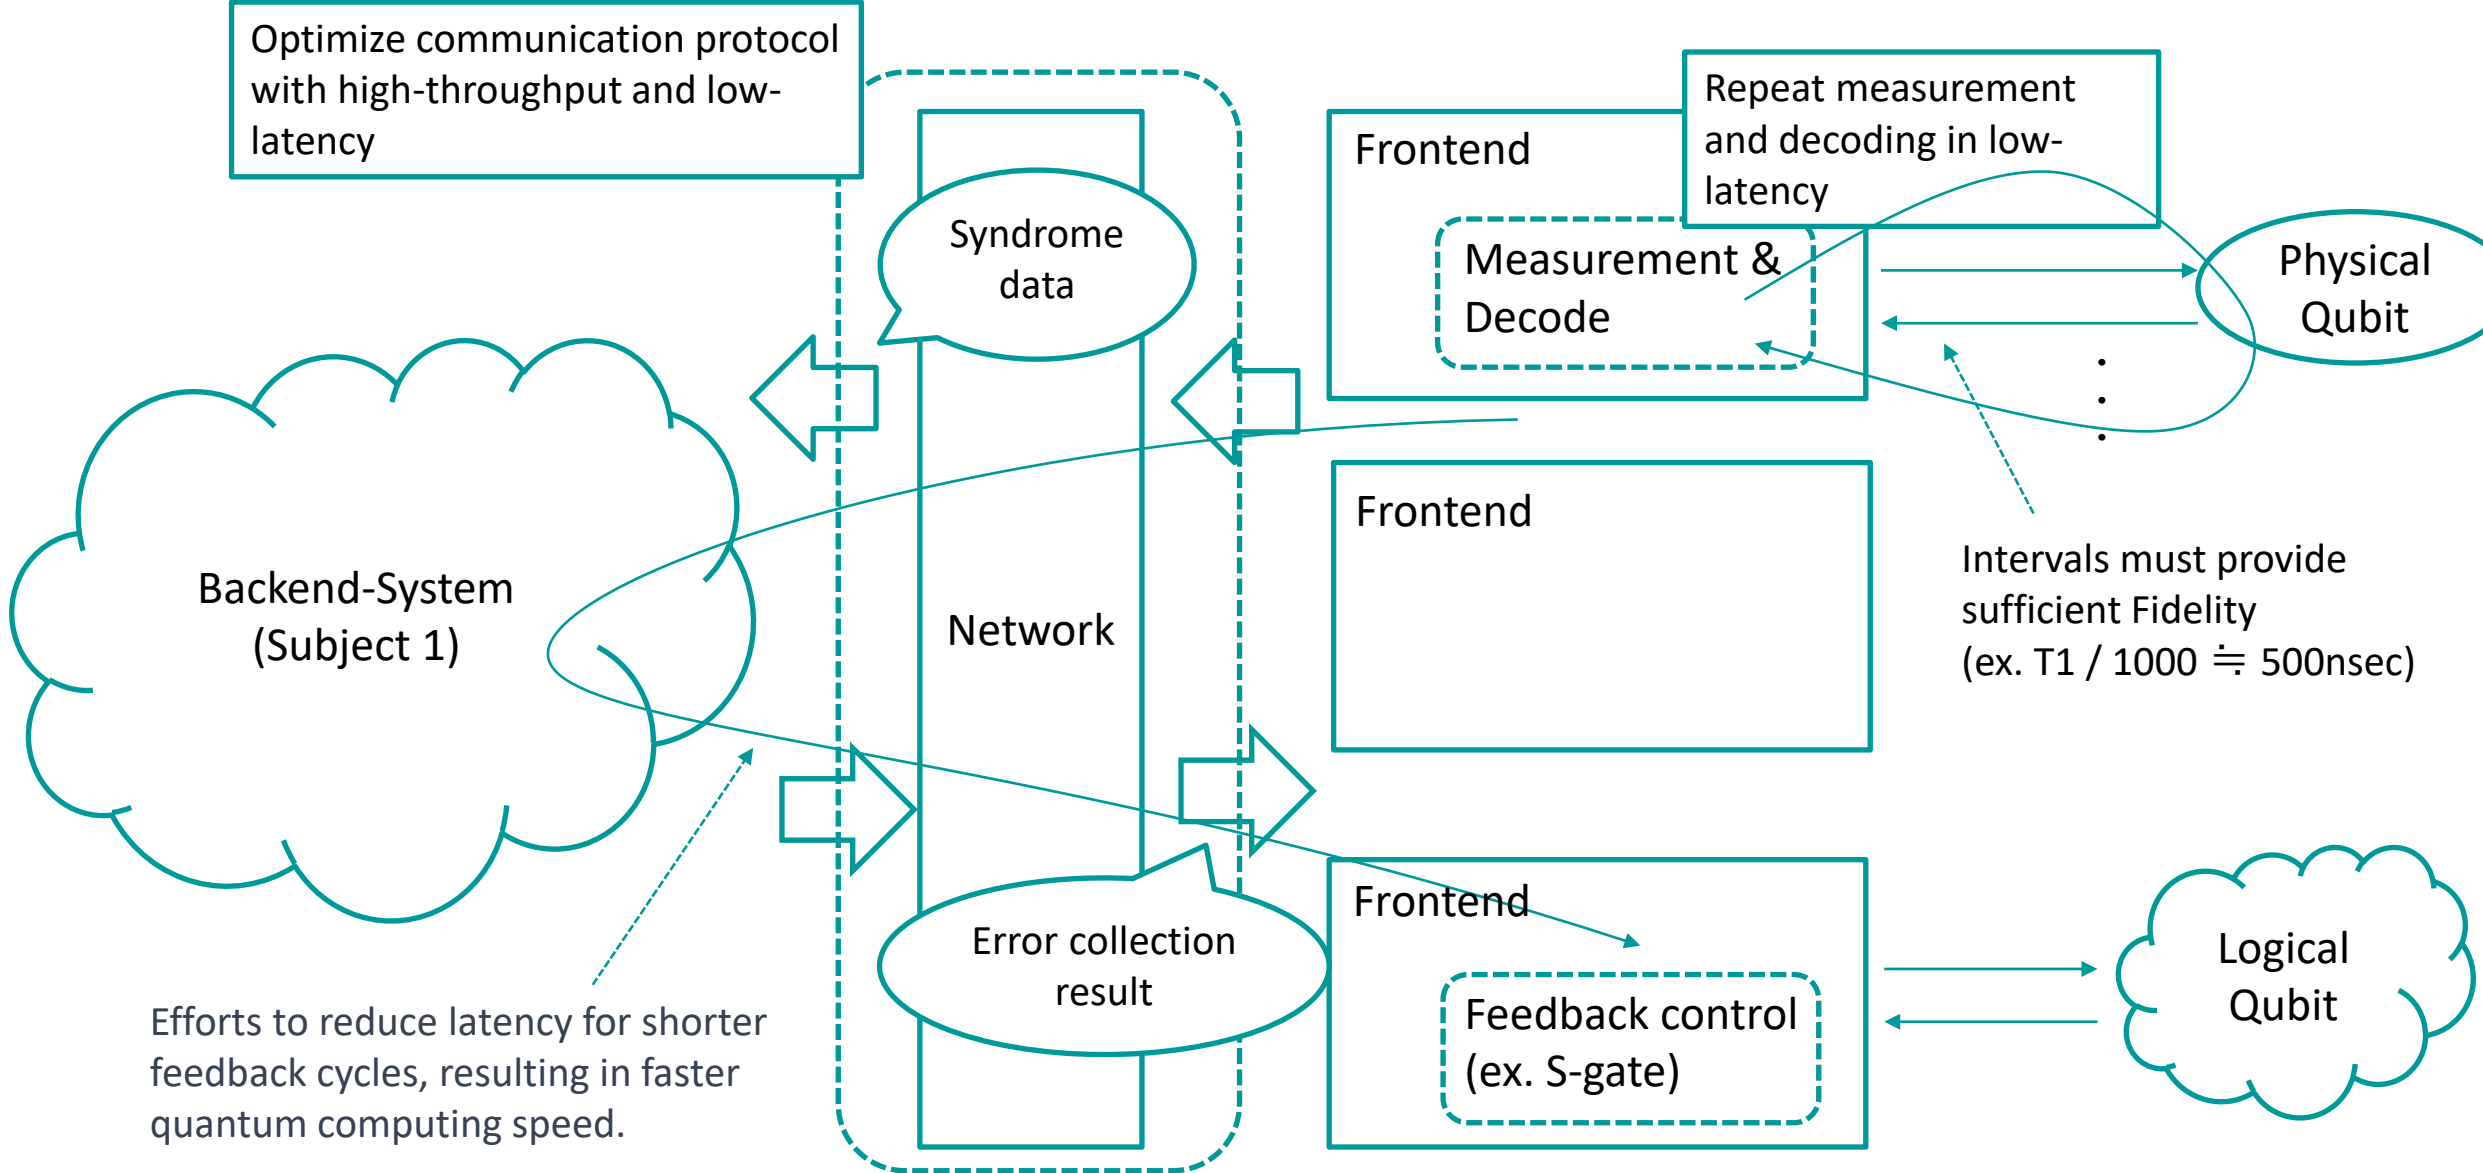 Optimize communication protocol
with high-throughput and low-
latency
Repeat measurement
and decoding in low-
latency
Frontend
Syndrome
data
Measurement &
Decode
Physical
Qubit
.
.
.
Frontend
Intervals must provide
sufficient Fidelity
(ex. T1 / 1000 ≒ 500nsec)
Backend-System
(Subject 1)
Network
Frontend
Error collection
result
Feedback control
(ex. S-gate)
Logical
Qubit
Efforts to reduce latency for shorter
feedback cycles, resulting in faster
quantum computing speed.